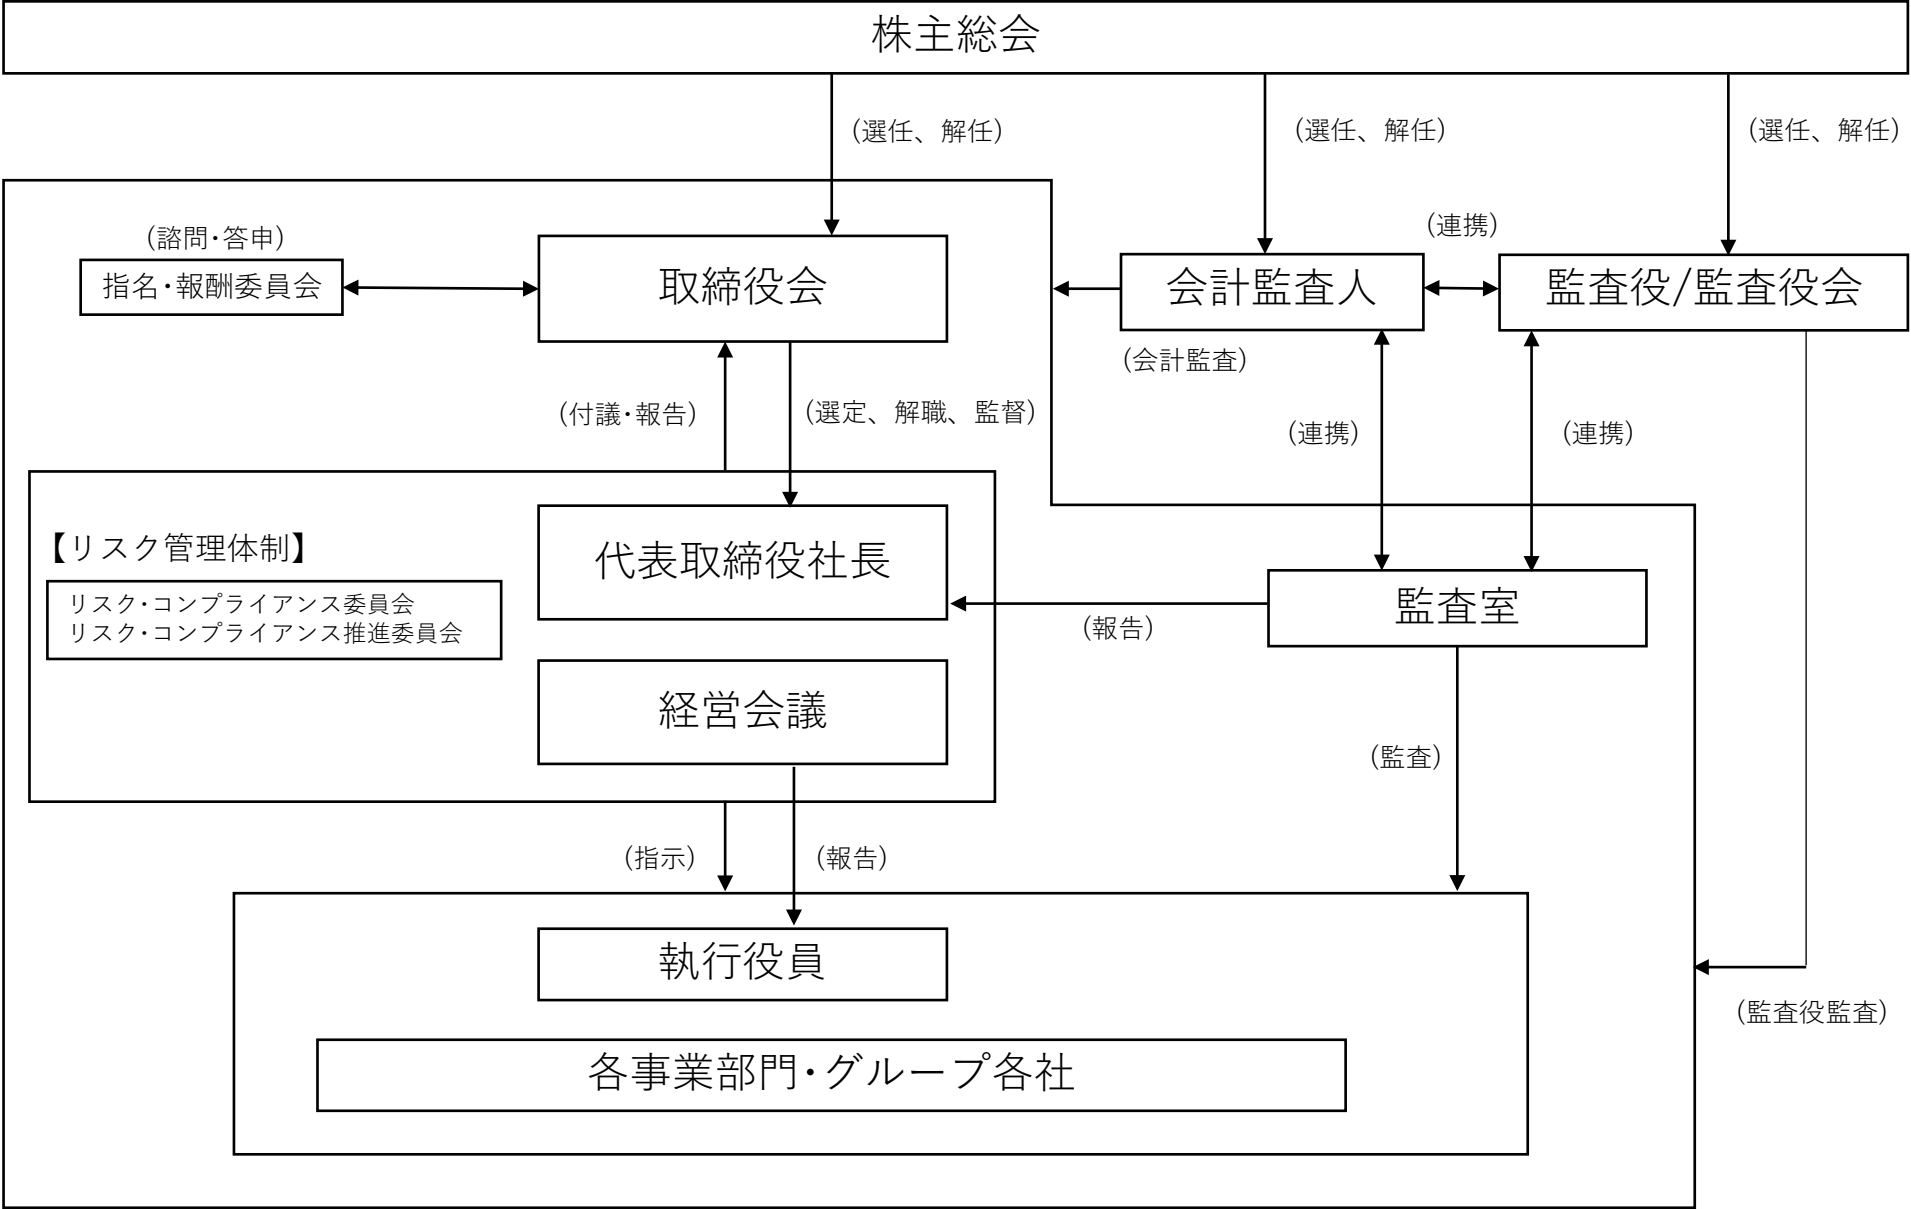 株主総会
(選任、解任)
(選任、解任)
(選任、解任)
(諮問・答申)
指名・報酬委員会
取締役会
会計監査人
(連携)
監査役/監査役会
(会計監査)
(付議・報告)
(選定、解職、監督)
(連携)
(連携)
【リスク管理体制】
リスク・コンプライアンス委員会
リスク・コンプライアンス推進委員会
代表取締役社長
監査室
(報告)
経営会議
(監査)
(指示)
(報告)
執行役員
(監査役監査)
各事業部門・グループ各社